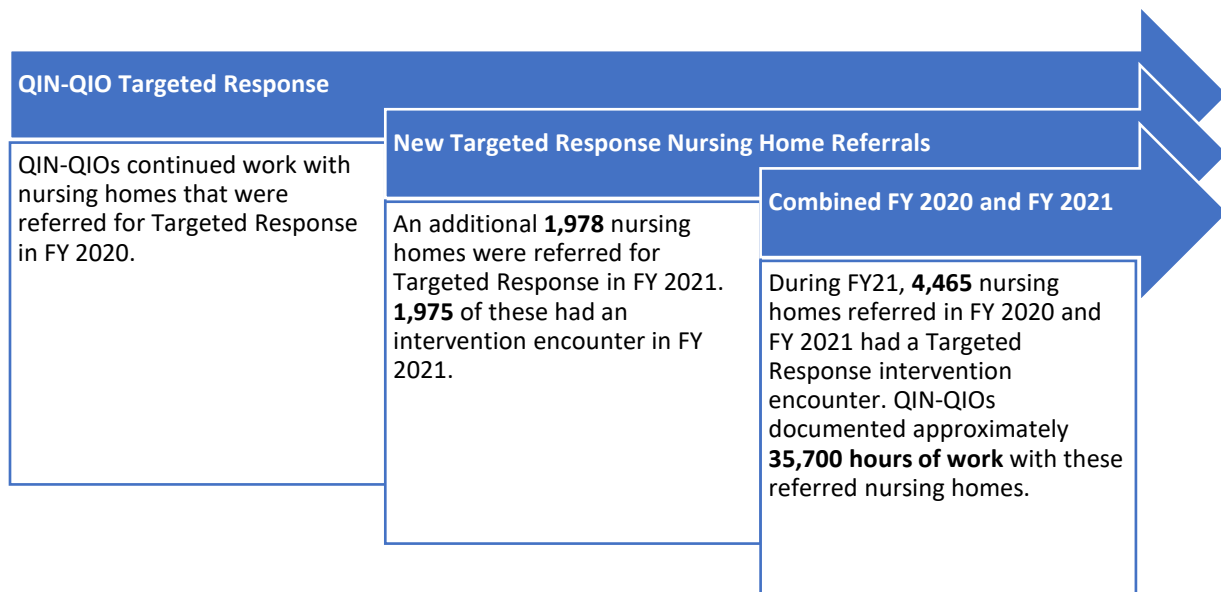 QIN-QIO Targeted Response
QIN-QIOs continued work with
nursing homes that were
referred for Targeted Response
in FY 2020.
New Targeted Response Nursing Home Referrals
An additional 1,978 nursing
homes were referred for
Targeted Response in FY 2021.
1,975 of these had an
intervention encounter in FY
2021.
Combined FY 2020 and FY 2021
During FY21, 4,465 nursing
homes referred in FY 2020 and
FY 2021 had a Targeted
Response intervention
encounter. QIN-QIOs
documented approximately
35,700 hours of work with these
referred nursing homes.